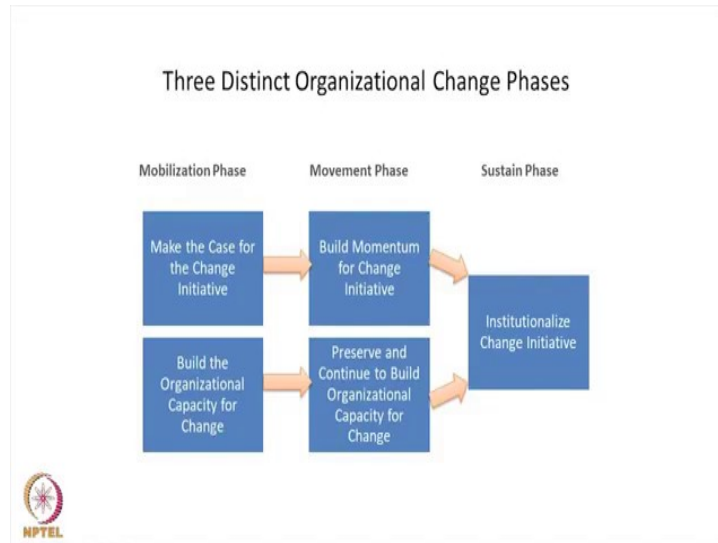 Three Distinct Organizational Change Phases
Mobilization Phase
Movement Phase
Sustain Phase
Make the Case for
the Change
Initiative
Build Momentum
for Change
Initiative
Institutionalize
Change Initiative
Build the
Organizational
Capacity for
Change
Preserve and
Continue to Build
Organizational
Capacity for
Change
NPTEL